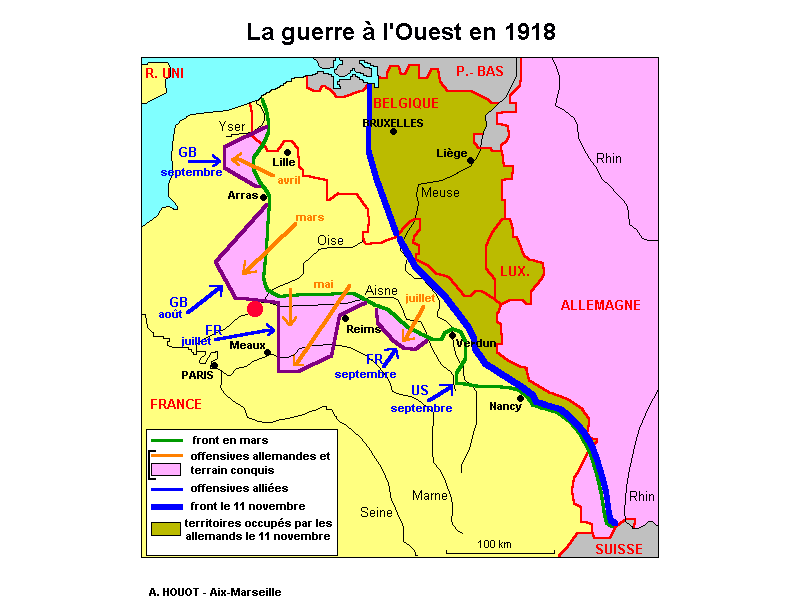 La guerre à l'Ouest en 1918
R. UNI
P.- BAS
BELGIQUE
BRUXELLES
Yser
GB
septembre
Lille
Liège
Rhin
avril
Arras
Meuse
mars
Oise
LUX.
mai
Aisne
juillet
ALLEMAGNE
GB
août
FR
juillet
Reims
Meaux
Verdun
PARIS
FR
septembre
US
septembre
Nancy
FRANCE
front en mars
offensives allemandes et
terrain conquis
offensives alliées
front le 11 novembre
territoires occupés par les
allemands le 11 novembre
Marne
Seine
Rhin
100 km
SUISSE
A. HOUOT - Aix-Marseille